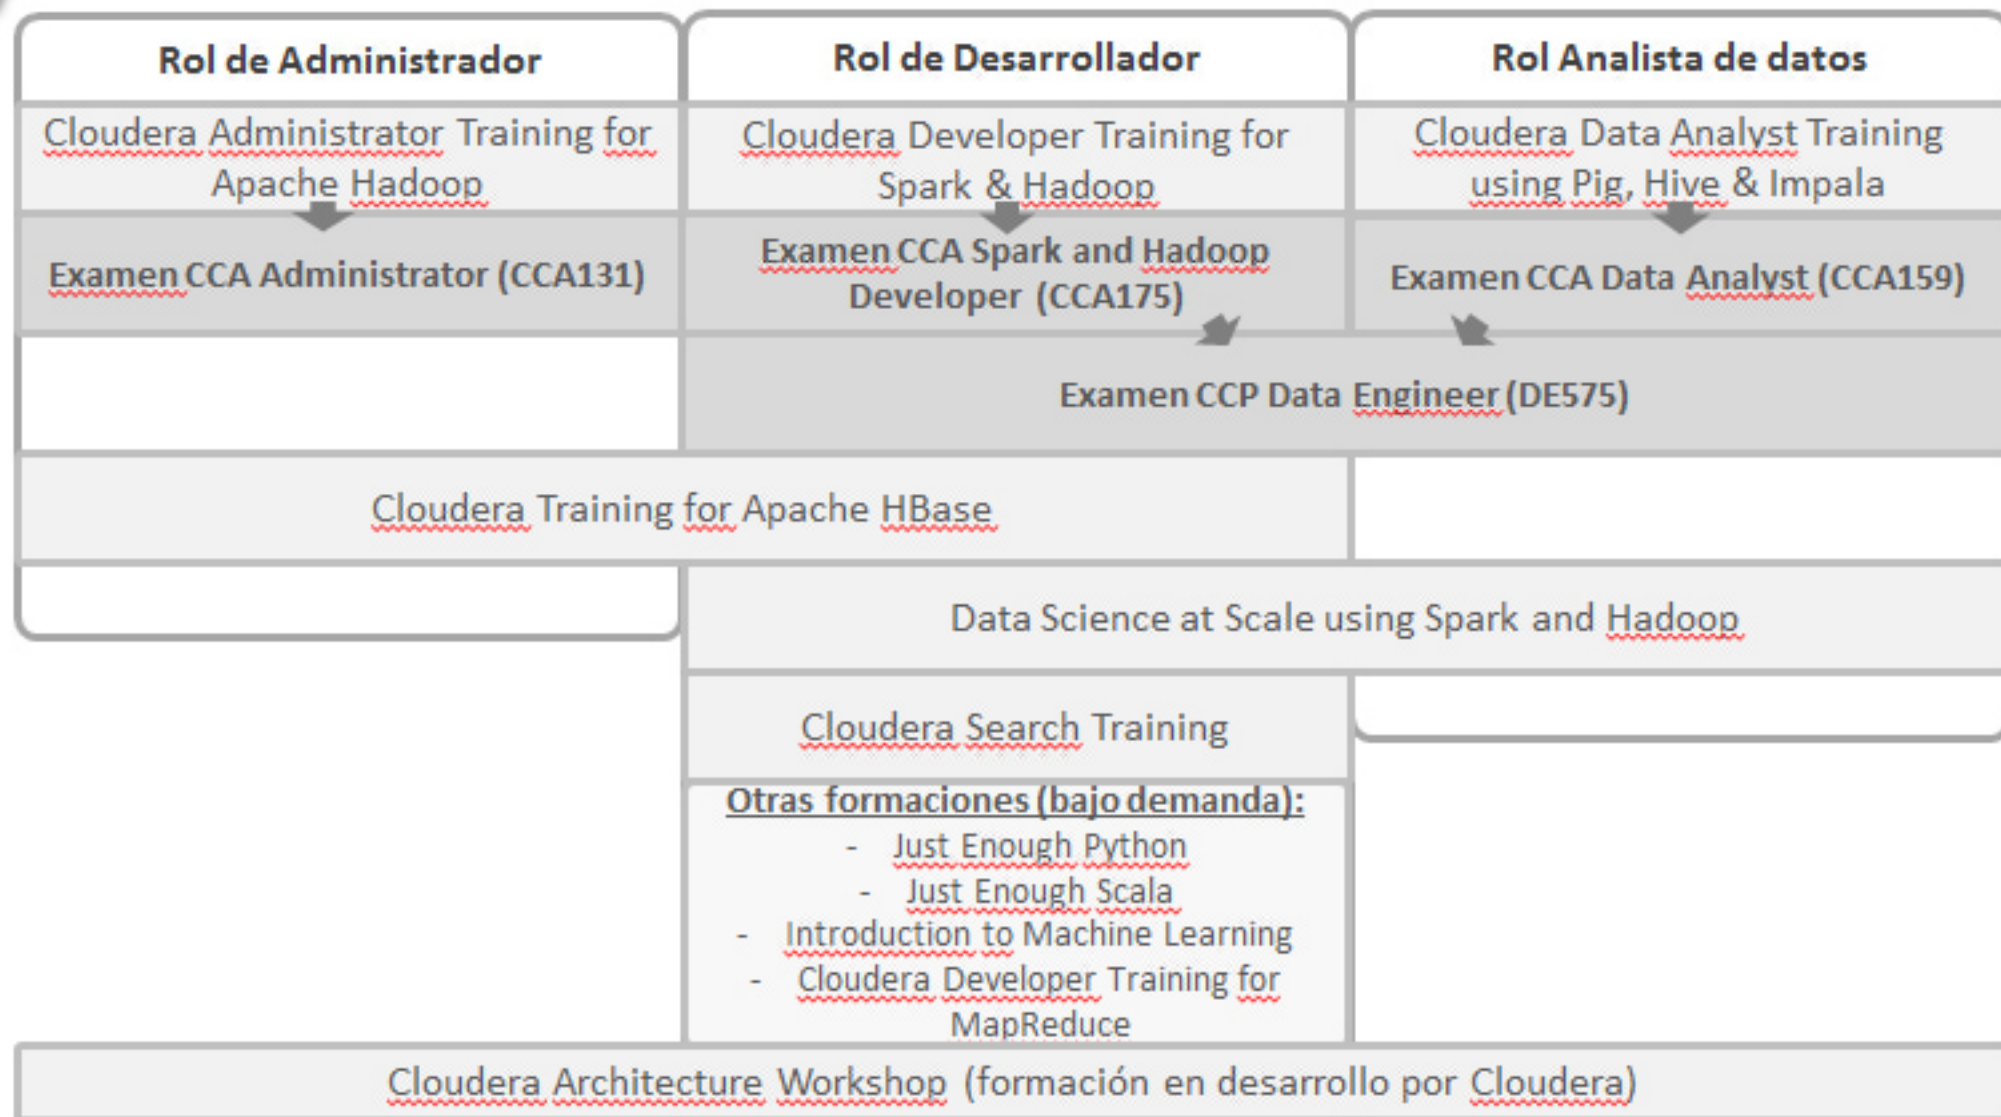 Rol de Administrador
Rol de Desarrollador
Rol Analista de datos
Cloudera Administrator Training for
Apache Hadoop
Cloudera Developer Training for
Spark & Hadoop
Cloudera Data Analyst Training
using Pig, Hive & Impala
Examen CCA Administrator (CCA131)
Examen CCA Spark and Hadoop
Developer (CCA175)
Examen CCA Data Analyst (CCA159)
Examen CCP Data Engineer (DE575)
Cloudera Training for Apache HBase
Data Science at Scale using Spark and Hadoop
Cloudera Search Training
Otras formaciones (bajo demanda):
- Just Enough Python
- Just Enough Scala
- Introduction to Machine Learning
- Cloudera Developer Training for
MapReduce
Cloudera Architecture Workshop (formación en desarrollo por Cloudera)